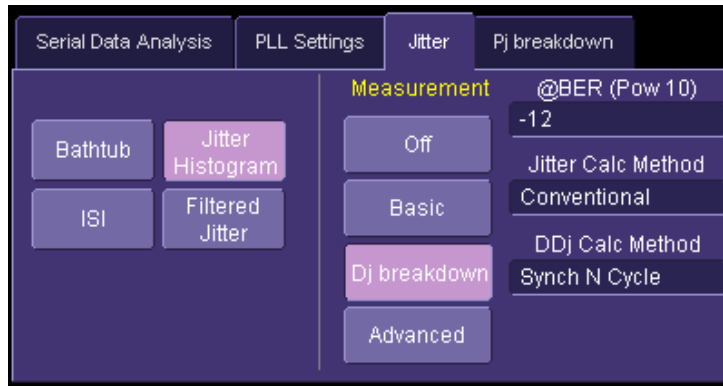 Serial Data Analysis
PLL Settings
Jitter
Pj breakdown
Bathtub
Jitter
Histogram
ISI
Filtered
Jitter
Measurement
Off
Basic
Dj breakdown
Advanced
@BER (Pow 10)
-12
Jitter Calc Method
Conventional
DDj Calc Method
Synch N Cycle